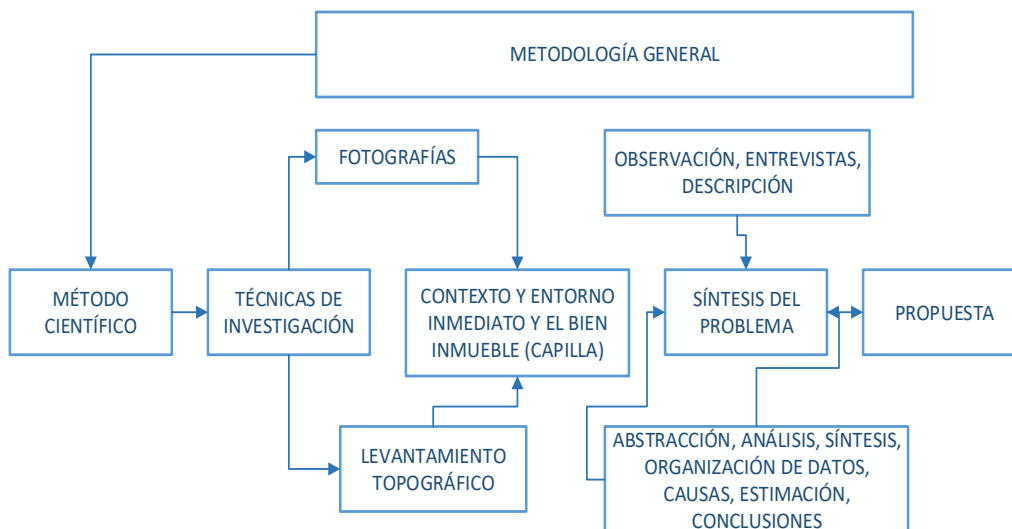 METODOLOGÍA GENERAL
FOTOGRAFÍAS
OBSERVACIÓN, ENTREVISTAS,
DESCRIPCIÓN
MÉTODO
CIENTÍFICO
TÉCNICAS DE
INVESTIGACIÓN
CONTEXTO Y ENTORNO
INMEDIATO Y EL BIEN
INMUEBLE (CAPILLA)
SÍNTESIS DEL
PROBLEMA
PROPUESTA
LEVANTAMIENTO
TOPOGRÁFICO
ABSTRACCIÓN, ANÁLISIS, SÍNTESIS,
ORGANIZACIÓN DE DATOS,
CAUSAS, ESTIMACIÓN,
CONCLUSIONES